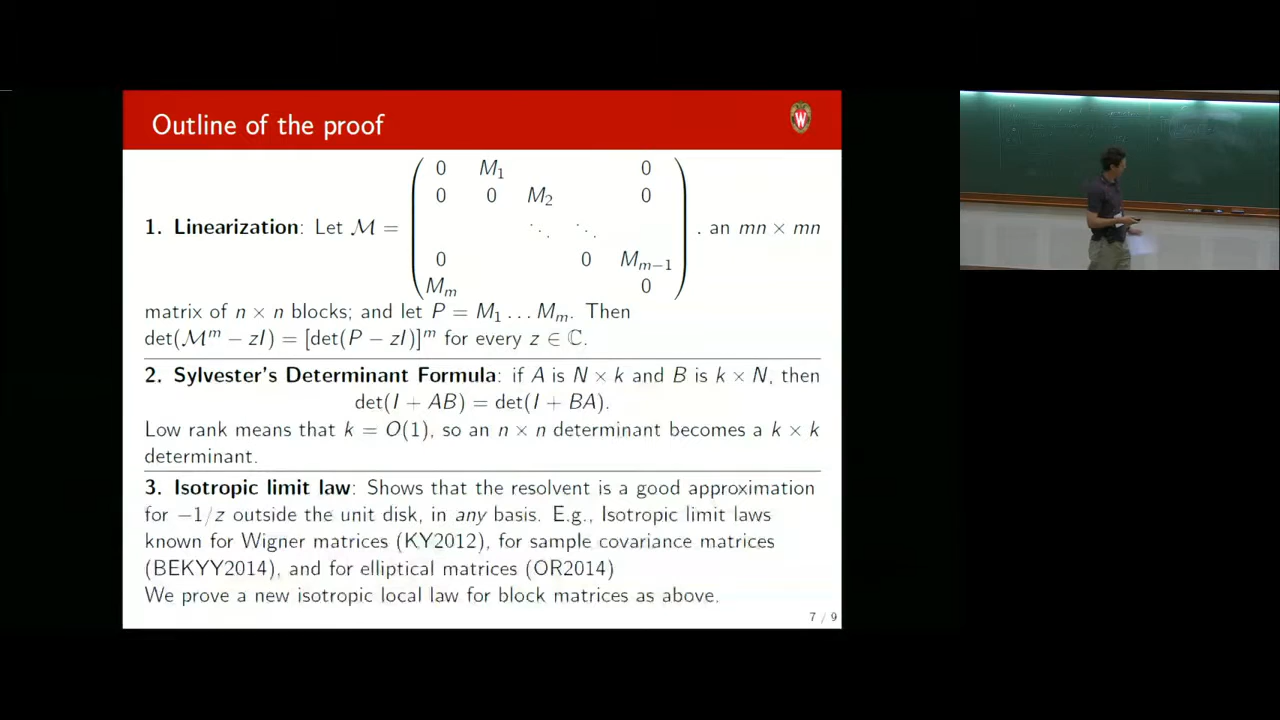 Outline of the proof
0 M₁ 0
0 0 M₂ 0
1. Linearization: Let ℳ = ⋱ ⋱ . an mn × mn
0 0 Mₘ₋₁
Mₘ 0
matrix of n × n blocks; and let P = M₁ … Mₘ. Then
det(ℳᵐ − zI) = [det(P − zI)]ᵐ for every z ∈ ℂ.
2. Sylvester's Determinant Formula: if A is N × k and B is k × N, then
det(I + AB) = det(I + BA).
Low rank means that k = O(1), so an n × n determinant becomes a k × k
determinant.
3. Isotropic limit law: Shows that the resolvent is a good approximation
for −1/z outside the unit disk, in any basis. E.g., Isotropic limit laws
known for Wigner matrices (KY2012), for sample covariance matrices
(BEKYY2014), and for elliptical matrices (OR2014)
We prove a new isotropic local law for block matrices as above.
7 / 9
W